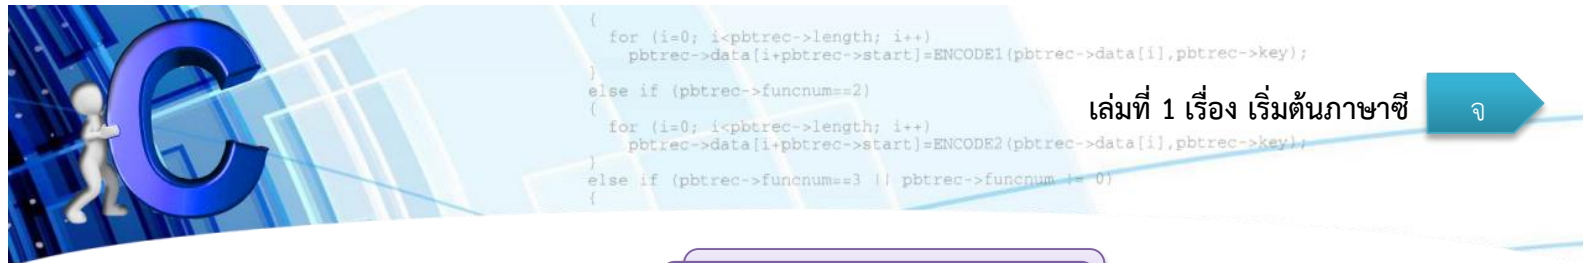 {
for (i=0; i<pbtrec->length; i++)
pbtrec->data[i+pbtrec->start]=ENCODE1(pbtrec->data[i],pbtrec->key);
}
else if (pbtrec->funcnum==2)
{
เล่มที่ 1 เรื่อง เริ่มต้นภาษาซี
จ
for (i=0; i<pbtrec->length; i++)
pbtrec->data[i+pbtrec->start]=ENCODE2(pbtrec->data[i],pbtrec->key);
}
else if (pbtrec->funcnum==3 || pbtrec->funcnum != 0)
{
C